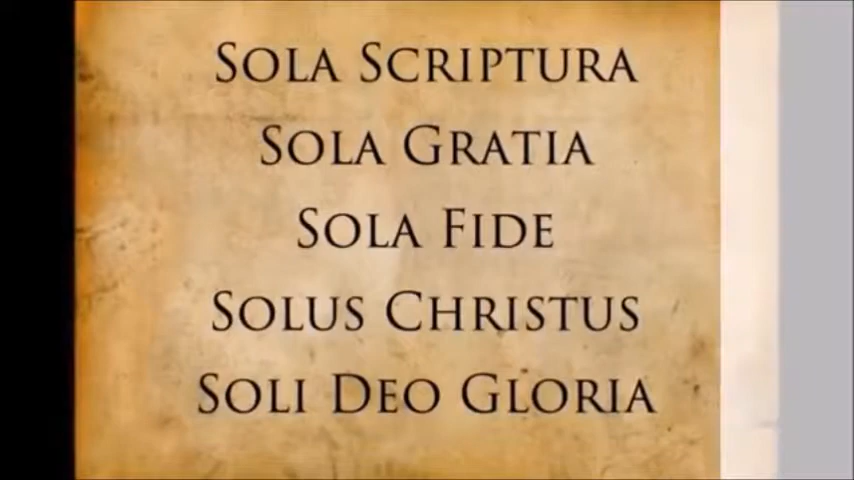 SOLA SCRIPTURA
SOLA GRATIA
SOLA FIDE
SOLUS CHRISTUS
SOLI DEO GLORIA